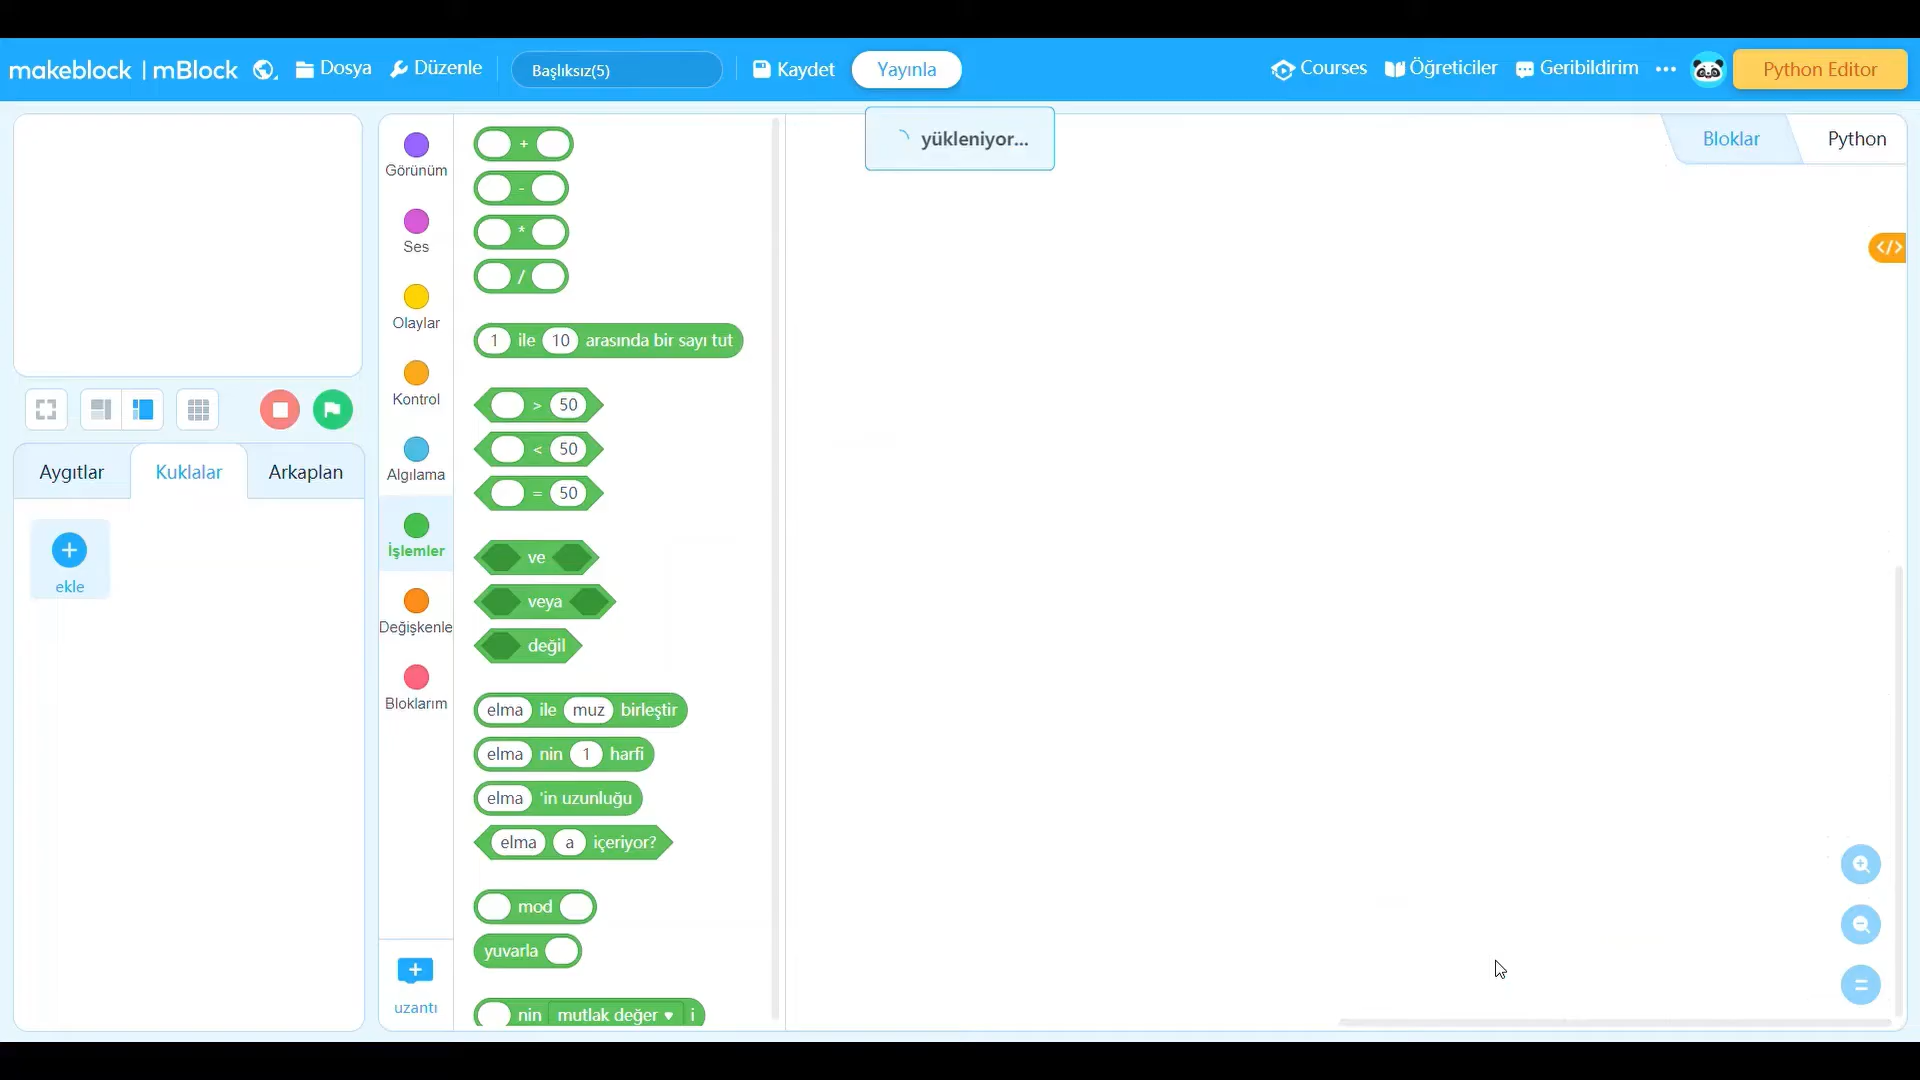 makeblock | mBlock Dosya Düzenle Başlıksız(5) Kaydet Yayınla Courses Öğreticiler Geribildirim ... Python Editor
yükleniyor...
Bloklar Python
</>
Aygıtlar Kuklalar Arkaplan
ekle
Görünüm
Ses
Olaylar
Kontrol
Algılama
İşlemler
Değişkenle
Bloklarım
uzantı
+
-
*
/
1 ile 10 arasında bir sayı tut
> 50
< 50
= 50
ve
veya
değil
elma ile muz birleştir
elma nin 1 harfi
elma 'in uzunluğu
elma a içeriyor?
mod
yuvarla
nin mutlak değer i